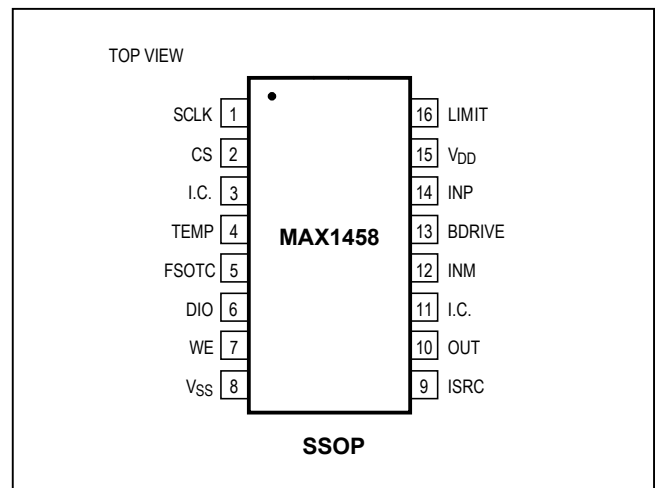 TOP VIEW
SCLK 1
CS 2
I.C. 3
TEMP 4
FSOTC 5
DIO 6
WE 7
VSS 8
MAX1458
16 LIMIT
15 VDD
14 INP
13 BDRIVE
12 INM
11 I.C.
10 OUT
9 ISRC
SSOP